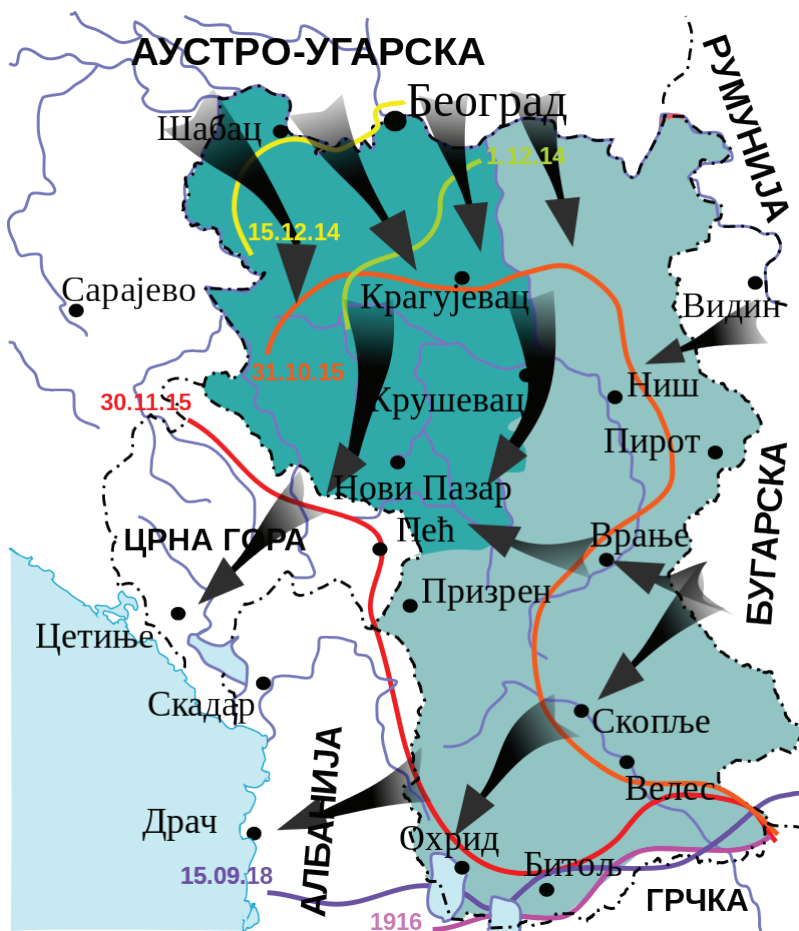 АУСТРО-УГАРСКА
РУМУНИЈА
Београд
Шабац
1.12.14
15.12.14
Сарајево
Крагујевац
Видин
31.10.15
Ниш
30.11.15
Крушевац
Пирот
Нови Пазар
БУГАРСКА
ЦРНА ГОРА
Пећ
Врање
Призрен
Цетиње
Скадар
Скопље
АЛБАНИЈА
Велес
Драч
Охрид
Битољ
15.09.18
ГРЧКА
1916